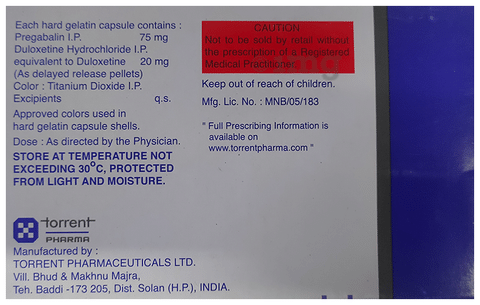 Each hard gelatin capsule contains :
Pregabalin I.P. 75 mg
Duloxetine Hydrochloride I.P.
equivalent to Duloxetine 20 mg
(As delayed release pellets)
Color : Titanium Dioxide I.P.
Excipients q.s.
Approved colors used in
hard gelatin capsule shells.
Dose : As directed by the Physician.
STORE AT TEMPERATURE NOT
EXCEEDING 30°C, PROTECTED
FROM LIGHT AND MOISTURE.
torrent
PHARMA
Manufactured by :
TORRENT PHARMACEUTICALS LTD.
Vill. Bhud & Makhnu Majra,
Teh. Baddi -173 205, Dist. Solan (H.P.), INDIA.
CAUTION
Not to be sold by retail without
the prescription of a Registered
Medical Practitioner.
Keep out of reach of children.
Mfg. Lic. No. : MNB/05/183
" Full Prescribing Information is
available on
www.torrentpharma.com "